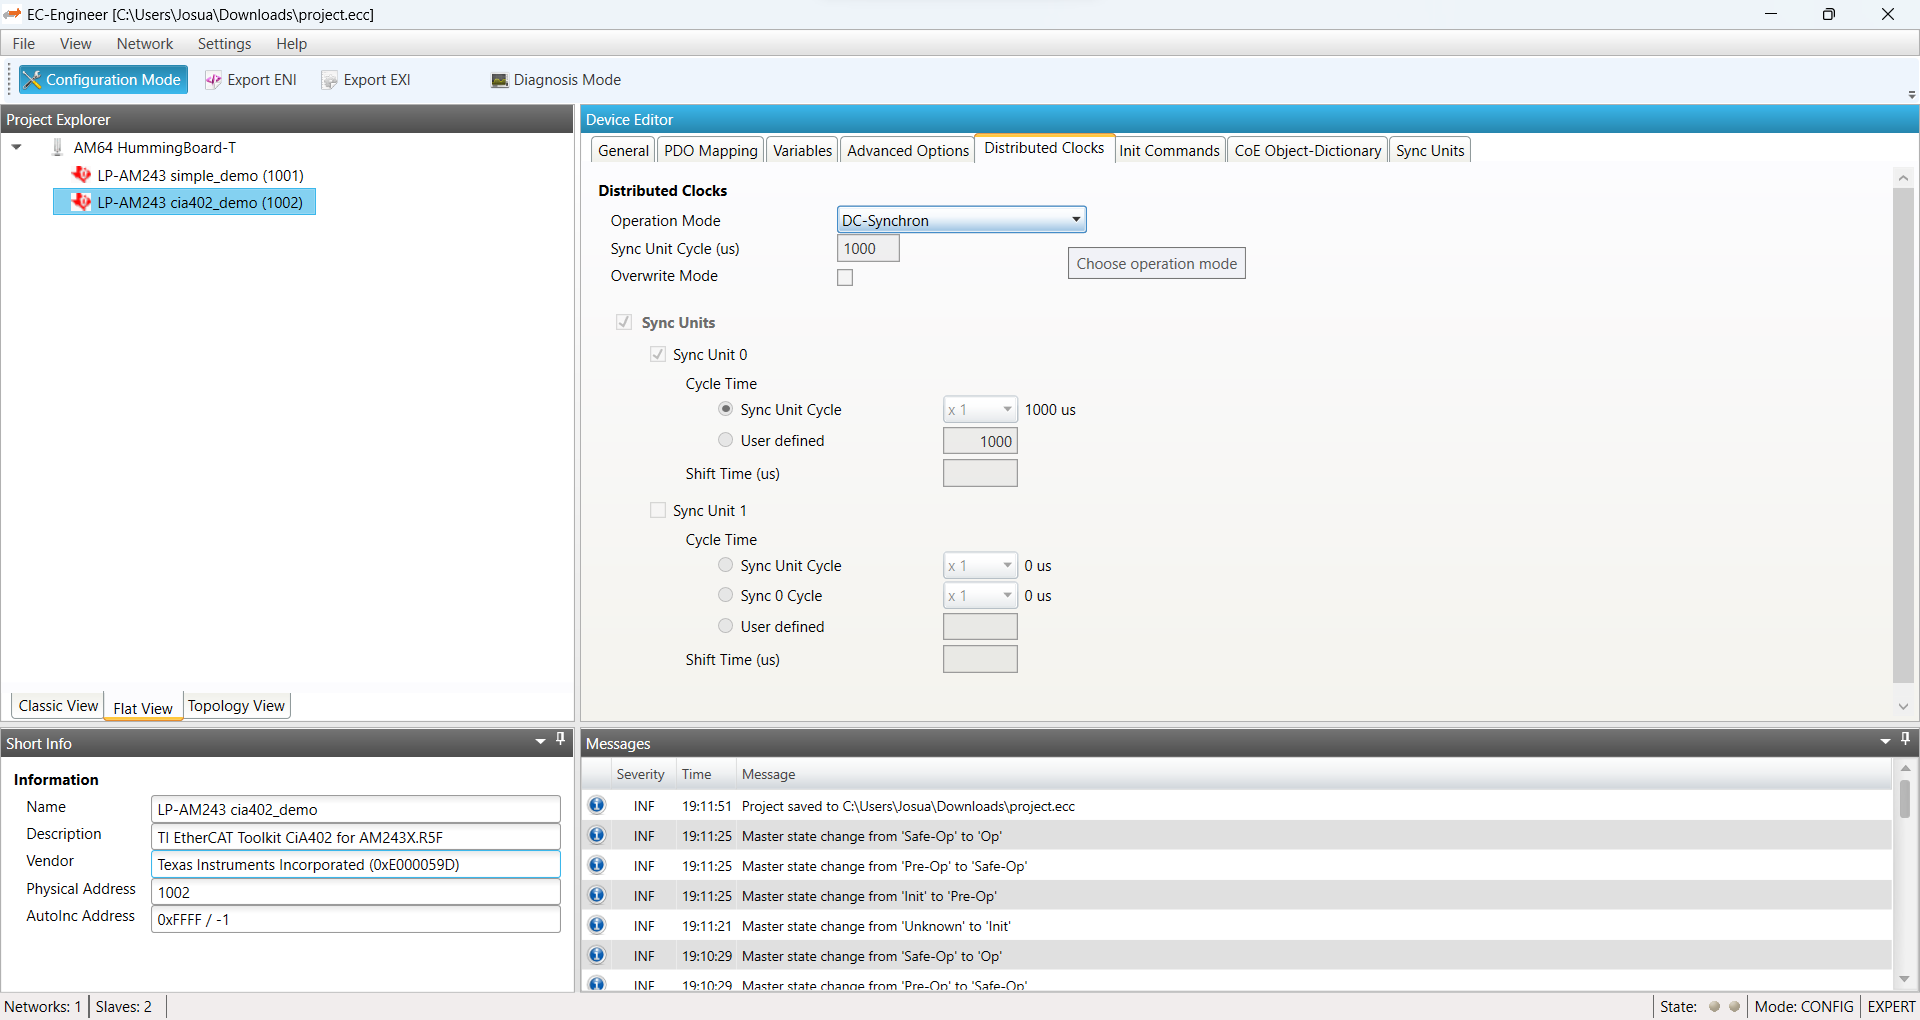 EC-Engineer [C:\Users\Josua\Downloads\project.ecc]
File View Network Settings Help
Configuration Mode Export ENI Export EXI Diagnosis Mode
Project Explorer
AM64 HummingBoard-T
LP-AM243 simple_demo (1001)
LP-AM243 cia402_demo (1002)
Classic View Flat View Topology View
Device Editor
General PDO Mapping Variables Advanced Options Distributed Clocks Init Commands CoE Object-Dictionary Sync Units
Distributed Clocks
Operation Mode DC-Synchron
Sync Unit Cycle (us) 1000
Choose operation mode
Overwrite Mode
Sync Units
Sync Unit 0
Cycle Time
Sync Unit Cycle x 1 1000 us
User defined 1000
Shift Time (us)
Sync Unit 1
Cycle Time
Sync Unit Cycle x 1 0 us
Sync 0 Cycle x 1 0 us
User defined
Shift Time (us)
Short Info
Information
Name LP-AM243 cia402_demo
Description TI EtherCAT Toolkit CiA402 for AM243X.R5F
Vendor Texas Instruments Incorporated (0xE000059D)
Physical Address 1002
AutoInc Address 0xFFFF / -1
Messages
Severity Time Message
INF 19:11:51 Project saved to C:\Users\Josua\Downloads\project.ecc
INF 19:11:25 Master state change from 'Safe-Op' to 'Op'
INF 19:11:25 Master state change from 'Pre-Op' to 'Safe-Op'
INF 19:11:25 Master state change from 'Init' to 'Pre-Op'
INF 19:11:21 Master state change from 'Unknown' to 'Init'
INF 19:10:29 Master state change from 'Safe-Op' to 'Op'
INF 19:10:29 Master state change from 'Pre-Op' to 'Safe-Op'
Networks: 1 Slaves: 2 State: Mode: CONFIG EXPERT